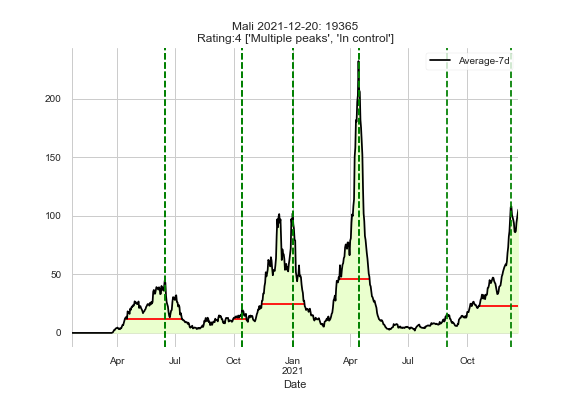 Mali 2021-12-20: 19365
Rating:4 ['Multiple peaks', 'In control']
Average-7d
200
150
100
50
0
Apr Jul Oct Jan Apr Jul Oct
2021
Date